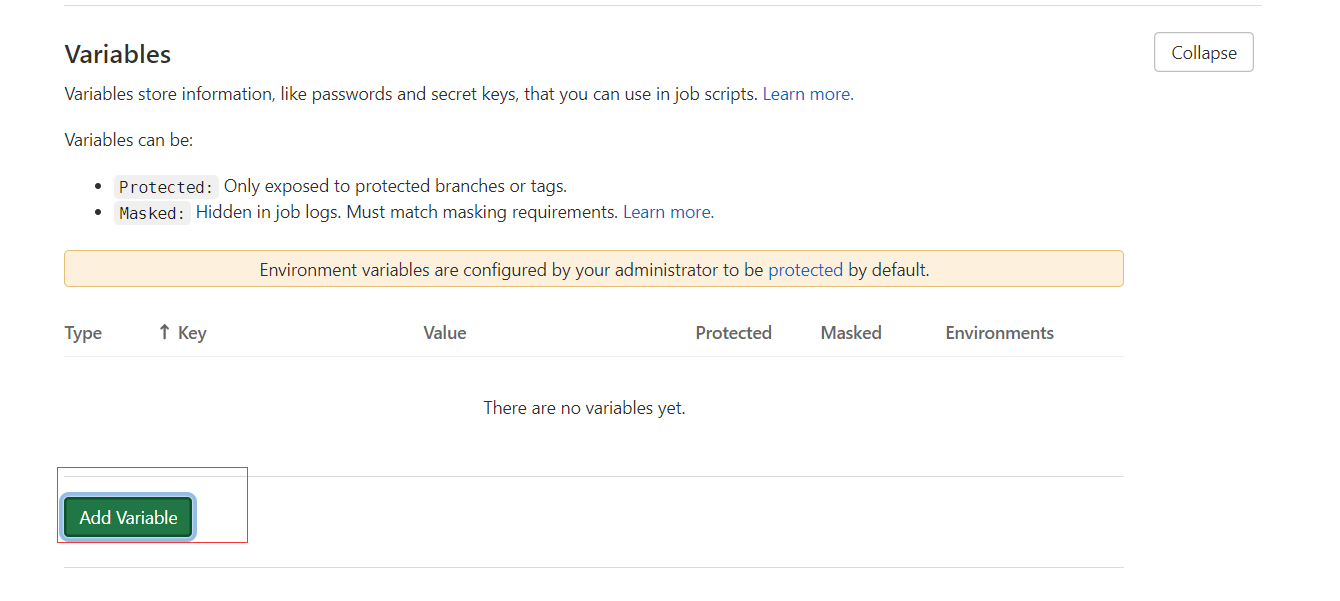 Variables
Collapse
Variables store information, like passwords and secret keys, that you can use in job scripts. Learn more.
Variables can be:
Protected: Only exposed to protected branches or tags.
Masked: Hidden in job logs. Must match masking requirements. Learn more.
Environment variables are configured by your administrator to be protected by default.
Type ↑ Key Value Protected Masked Environments
There are no variables yet.
Add Variable